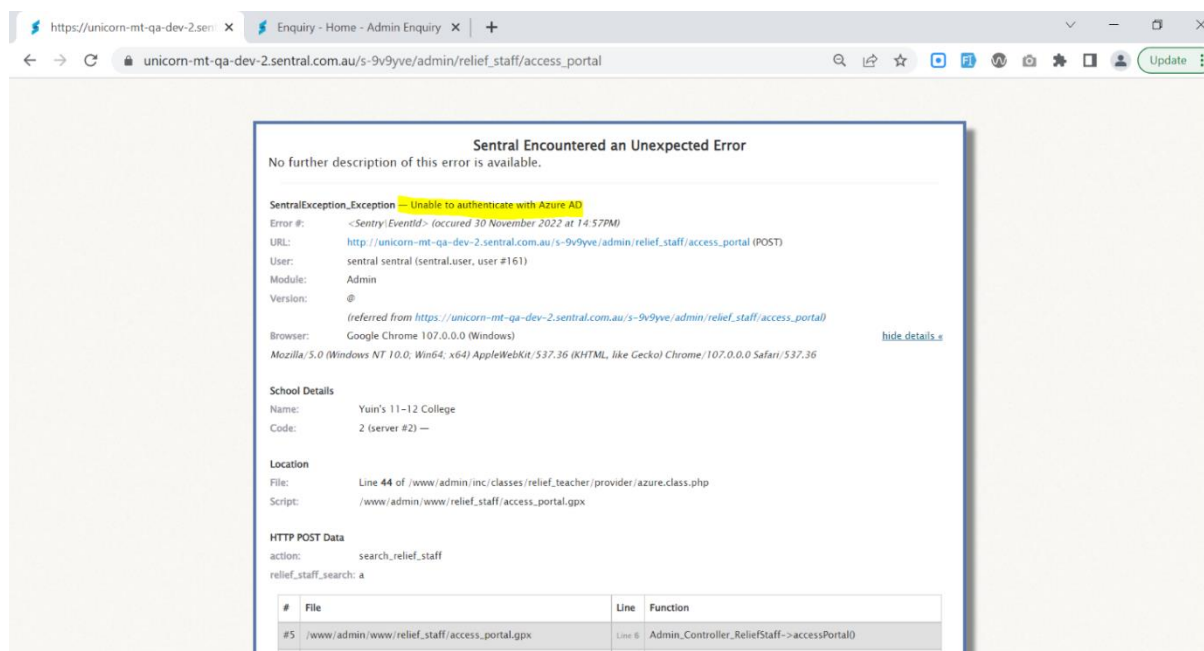 https://unicorn-mt-qa-dev-2.sen
Enquiry - Home - Admin Enquiry
unicorn-mt-qa-dev-2.sentral.com.au/s-9v9yve/admin/relief_staff/access_portal
Update
Sentral Encountered an Unexpected Error
No further description of this error is available.
SentralException_Exception — Unable to authenticate with Azure AD
Error #: <Sentry\EventId> (occured 30 November 2022 at 14:57PM)
URL: http://unicorn-mt-qa-dev-2.sentral.com.au/s-9v9yve/admin/relief_staff/access_portal (POST)
User: sentral sentral (sentral.user, user #161)
Module: Admin
Version: @
(referred from https://unicorn-mt-qa-dev-2.sentral.com.au/s-9v9yve/admin/relief_staff/access_portal)
Browser: Google Chrome 107.0.0.0 (Windows) hide details «
Mozilla/5.0 (Windows NT 10.0; Win64; x64) AppleWebKit/537.36 (KHTML, like Gecko) Chrome/107.0.0.0 Safari/537.36
School Details
Name: Yuin's 11-12 College
Code: 2 (server #2) —
Location
File: Line 44 of /www/admin/inc/classes/relief_teacher/provider/azure.class.php
Script: /www/admin/www/relief_staff/access_portal.gpx
HTTP POST Data
action: search_relief_staff
relief_staff_search: a
# File Line Function
#5 /www/admin/www/relief_staff/access_portal.gpx Line 6 Admin_Controller_ReliefStaff->accessPortal()